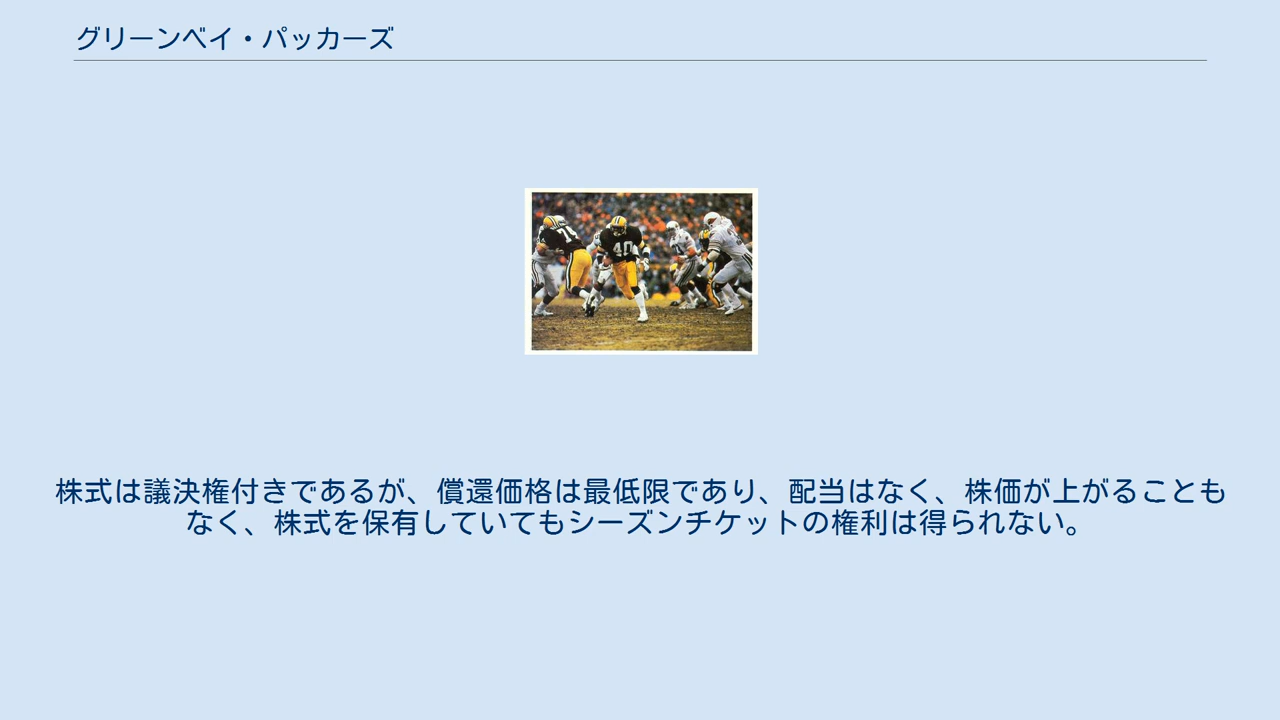 グリーンベイ・パッカーズ
74
40
株式は議決権付きであるが、償還価格は最低限であり、配当はなく、株価が上がることも
なく、株式を保有していてもシーズンチケットの権利は得られない。